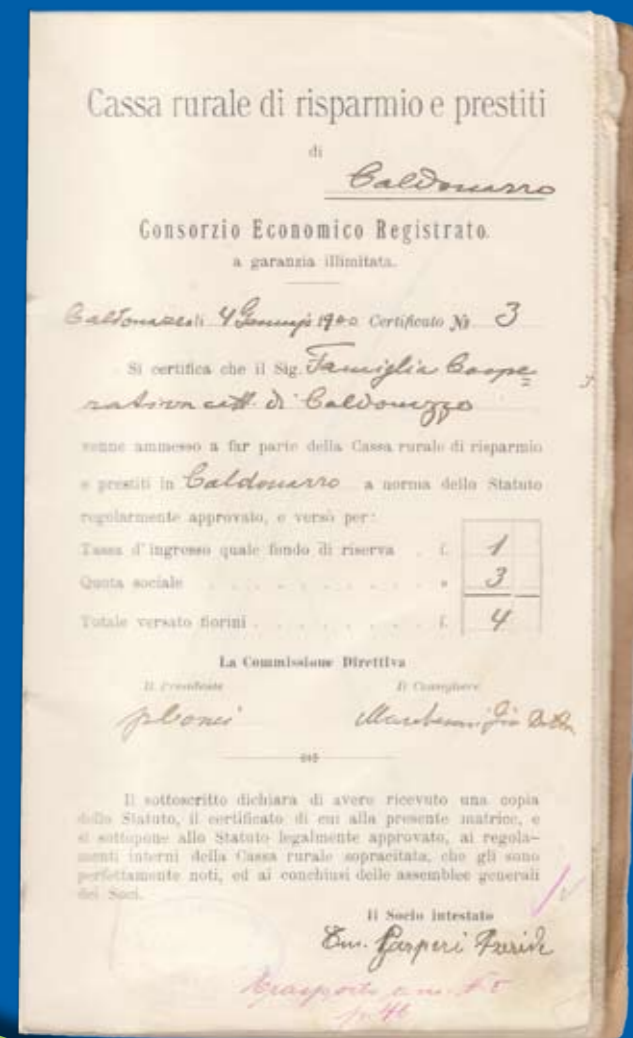 Cassa rurale di risparmio e prestiti
di
Caldonazzo
Consorzio Economico Registrato.
a garanzia illimitata.
Caldonazzo li 4 Gennajo 1900 Certificato № 3
Si certifica che il Sig. Famiglia Coope
rativa catt. di Caldonazzo
venne ammesso a far parte della Cassa rurale di risparmio
e prestiti in Caldonazzo a norma dello Statuto
regolarmente approvato, e versò per:
Tassa d'ingresso quale fondo di riserva . f. 1
Quota sociale . . . . . . . . . . » 3
Totale versato fiorini . . . . . . . f. 4
La Commissione Direttiva
Il Presidente Il Consigliere
Il sottoscritto dichiara di avere ricevuto una copia
dello Statuto, il certificato di cui alla presente matrice, e
si sottopone allo Statuto legalmente approvato, ai regola-
menti interni della Cassa rurale sopracitata, che gli sono
perfettamente noti, ed ai conchiusi delle assemblee generali
dei Soci.
Il Socio intestato
Em. Gasperi
Trasporto